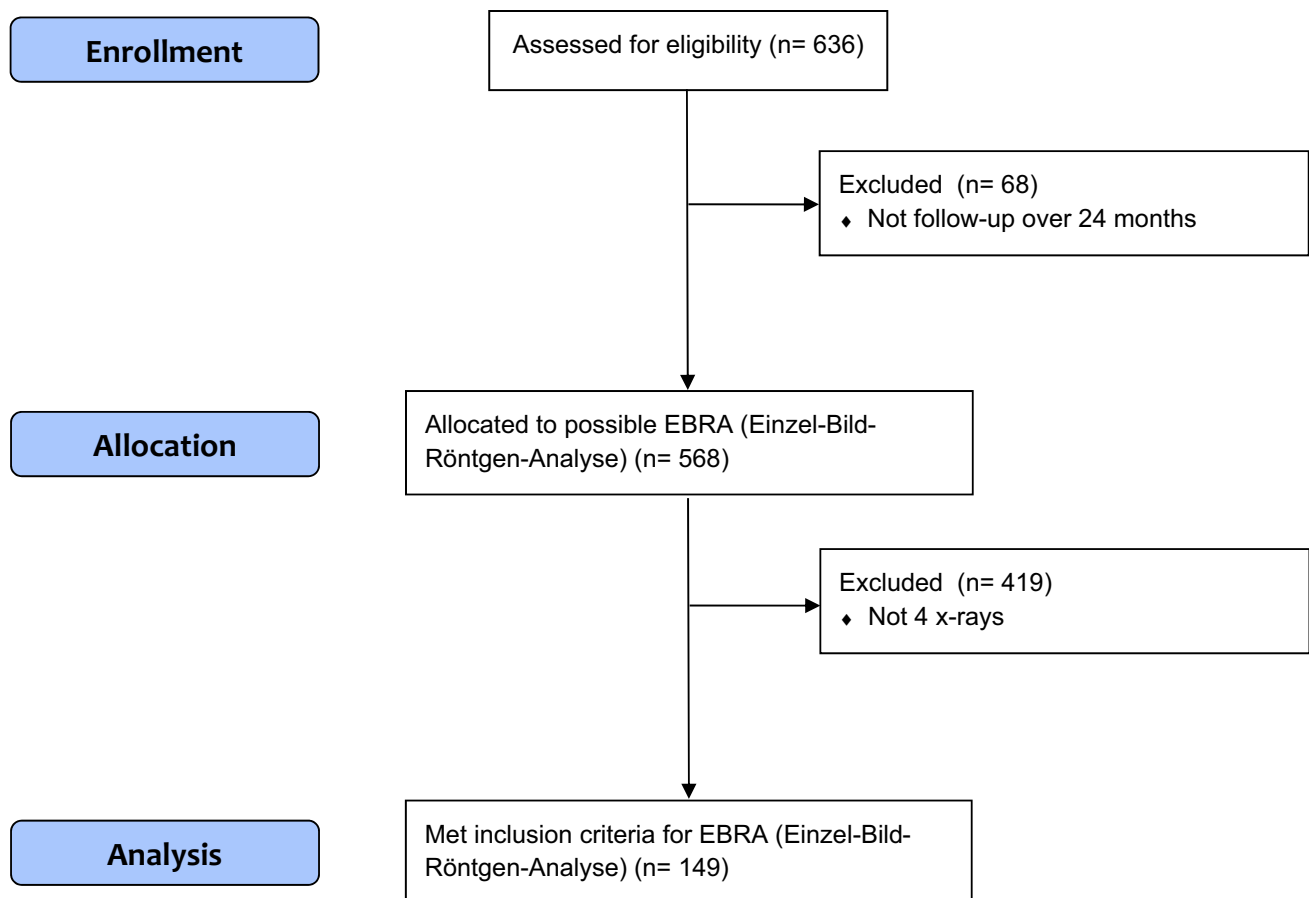 Enrollment
Assessed for eligibility (n= 636)
Excluded (n= 68)
♦ Not follow-up over 24 months
Allocation
Allocated to possible EBRA (Einzel-Bild-
Röntgen-Analyse) (n= 568)
Excluded (n= 419)
♦ Not 4 x-rays
Analysis
Met inclusion criteria for EBRA (Einzel-Bild-
Röntgen-Analyse) (n= 149)